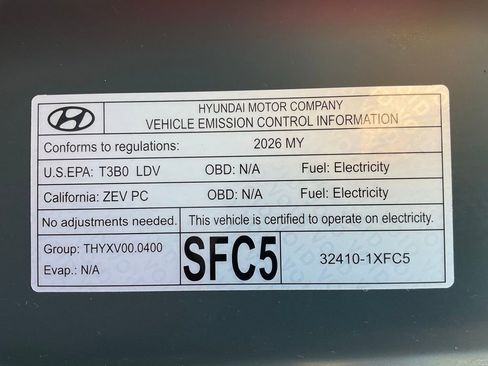 HYUNDAI MOTOR COMPANY
VEHICLE EMISSION CONTROL INFORMATION
Conforms to regulations: 2026 MY
U.S.EPA: T3B0 LDV OBD: N/A Fuel: Electricity
California: ZEV PC OBD: N/A Fuel: Electricity
No adjustments needed. This vehicle is certified to operate on electricity.
Group: THYXV00.0400
Evap.: N/A
SFC5
32410-1XFC5